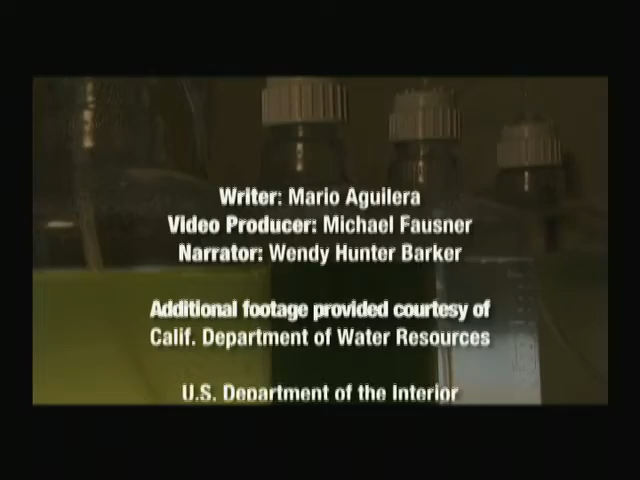 Writer: Mario Aguilera
Video Producer: Michael Fausner
Narrator: Wendy Hunter Barker
Additional footage provided courtesy of
Calif. Department of Water Resources
U.S. Department of the Interior